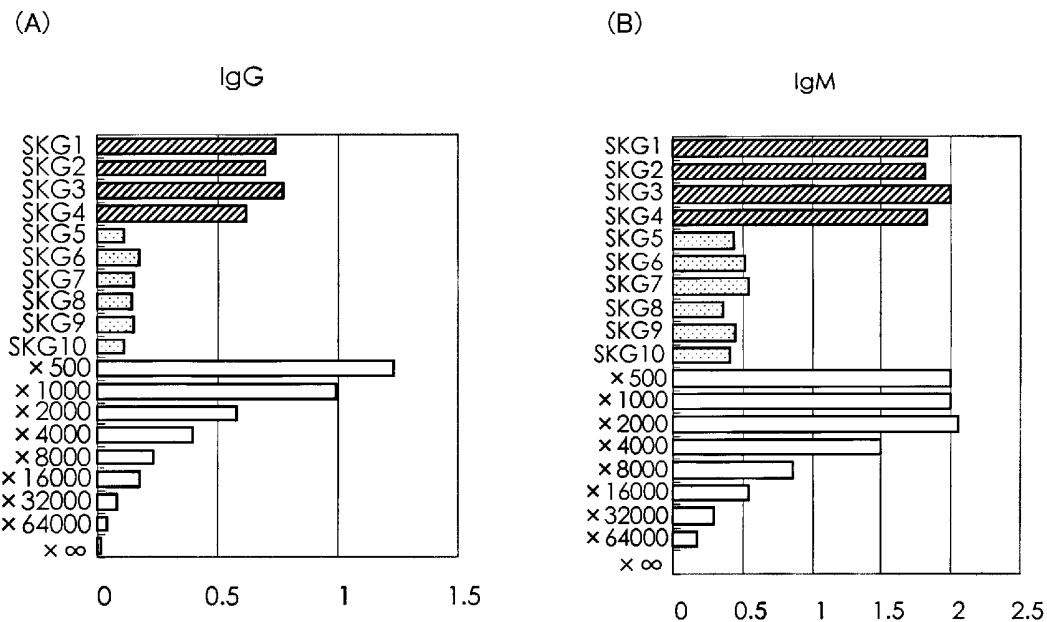 (A)
IgG
SKG1
SKG2
SKG3
SKG4
SKG5
SKG6
SKG7
SKG8
SKG9
SKG10
×500
×1000
×2000
×4000
×8000
×16000
×32000
×64000
×∞
0 0.5 1 1.5
(B)
IgM
SKG1
SKG2
SKG3
SKG4
SKG5
SKG6
SKG7
SKG8
SKG9
SKG10
×500
×1000
×2000
×4000
×8000
×16000
×32000
×64000
×∞
0 0.5 1 1.5 2 2.5